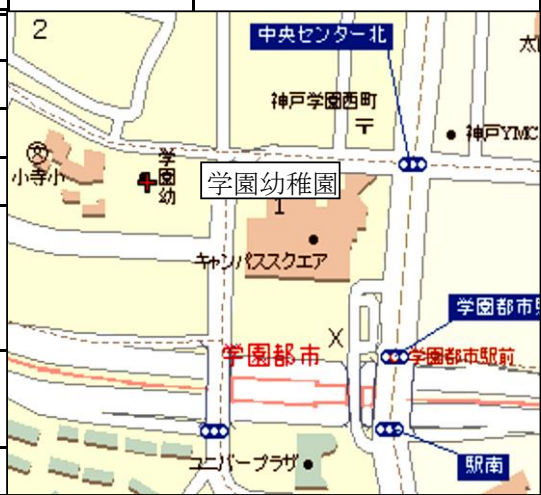 2
中央センター北
太
神戸学園西町
〒
神戸YMC
文
小寺小
学園幼
学園幼稚園
1
キャンパススクエア
学園都市駅
X
学園都市
学園都市駅前
ユニバープラザ
駅南